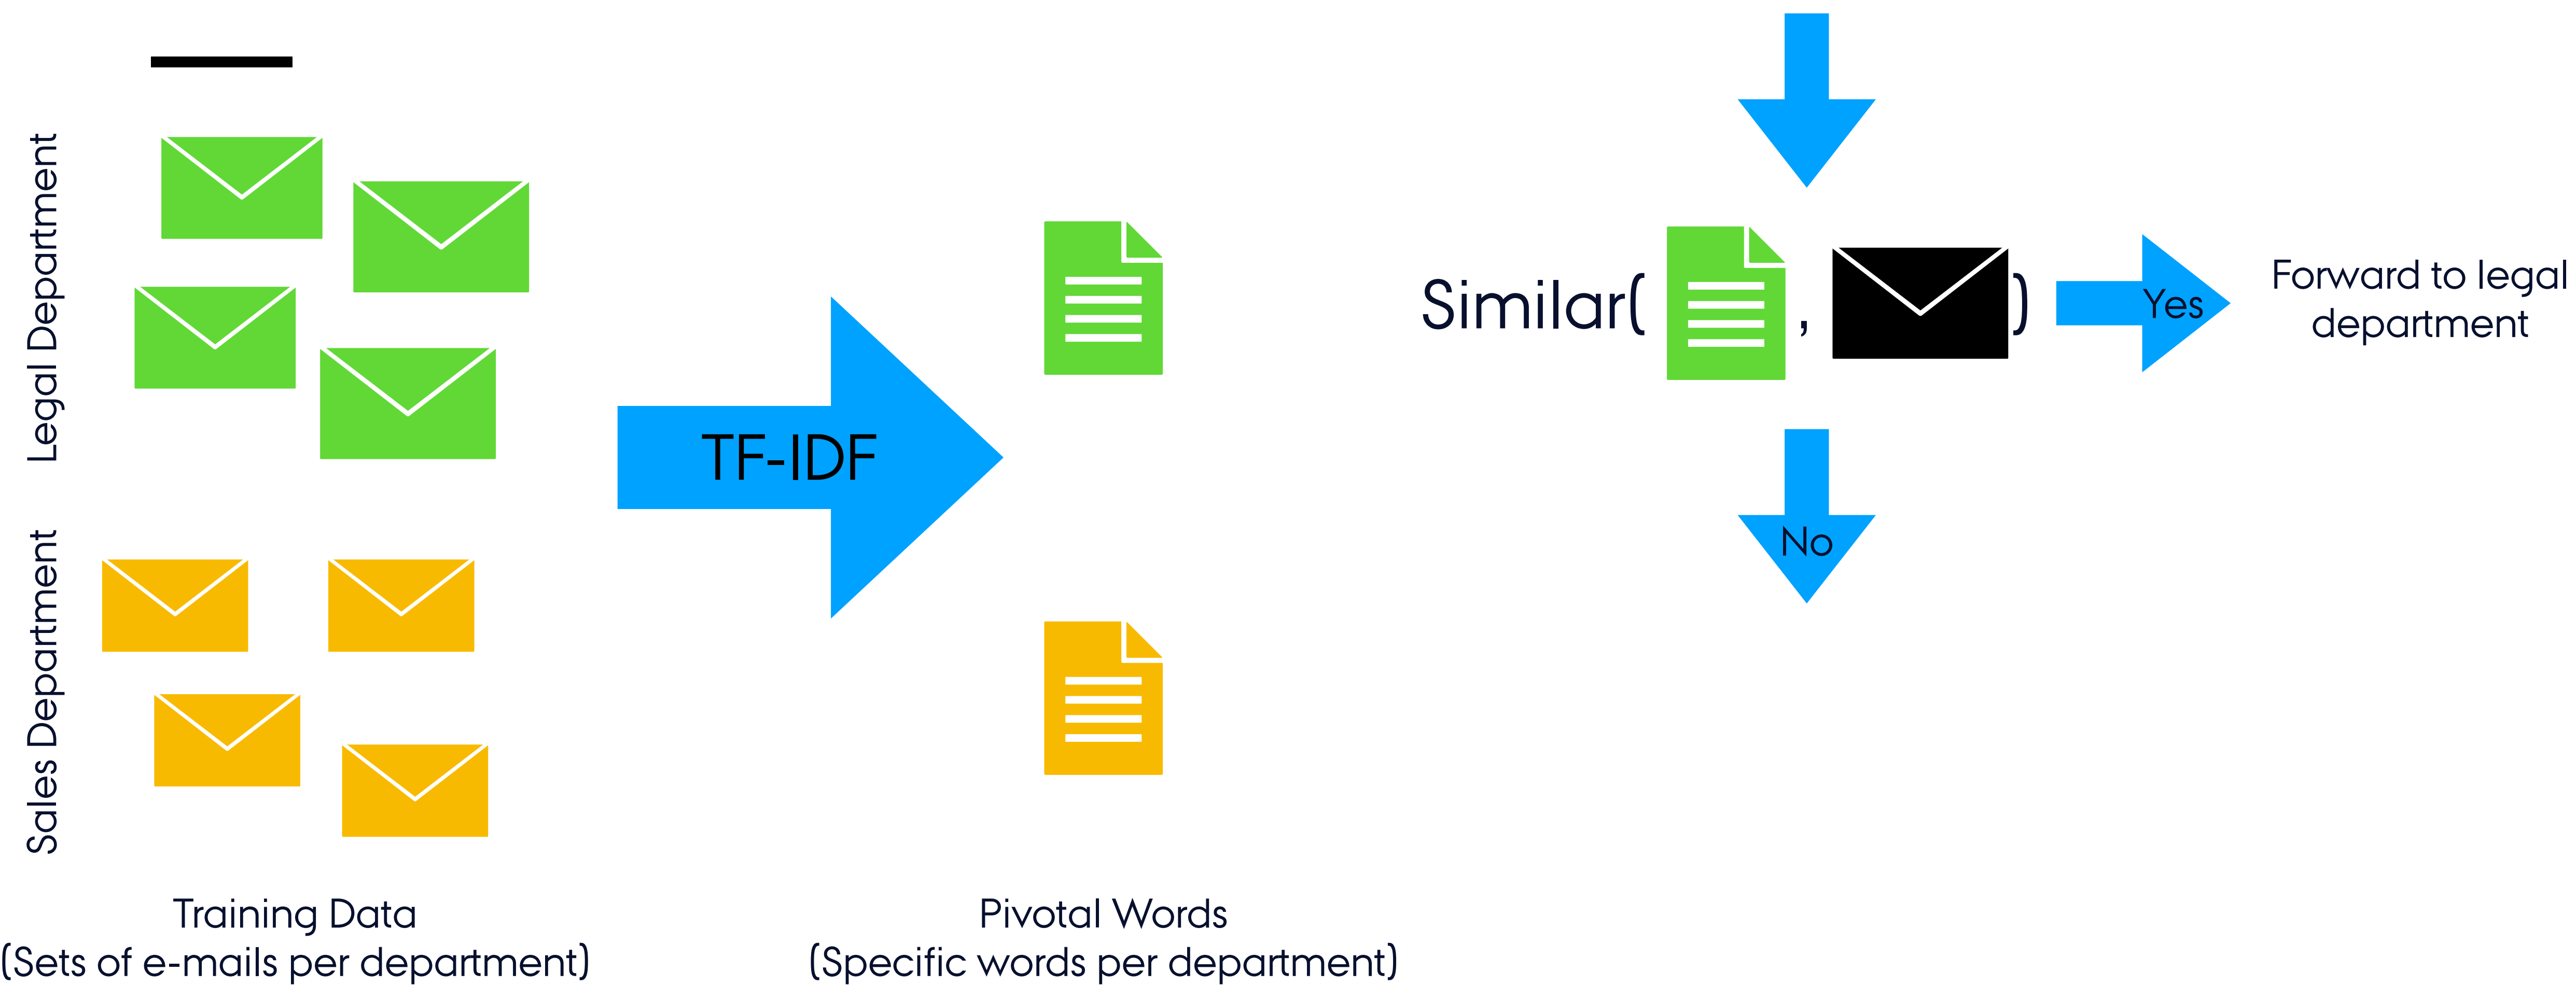 Legal Department
Sales Department
Training Data
(Sets of e-mails per department)
TF-IDF
Pivotal Words
(Specific words per department)
Similar( , )
Yes
Forward to legal
department
No